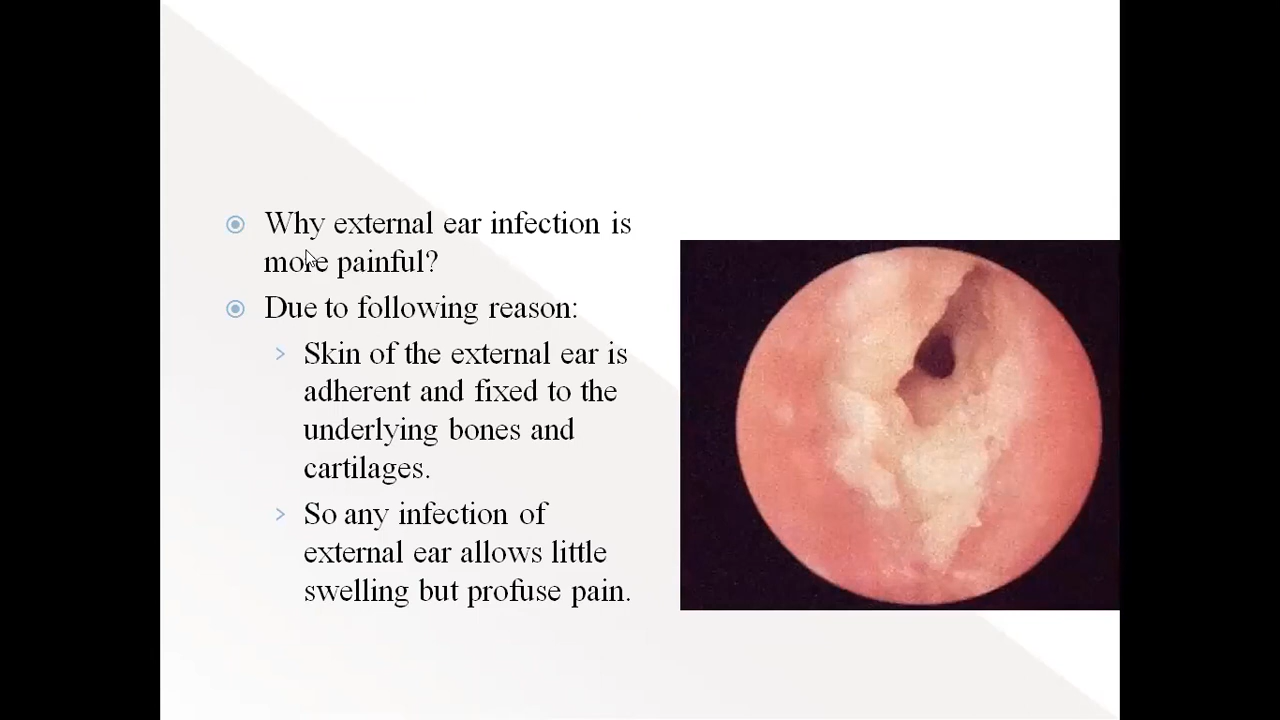 Why external ear infection is
more painful?
Due to following reason:
Skin of the external ear is
adherent and fixed to the
underlying bones and
cartilages.
So any infection of
external ear allows little
swelling but profuse pain.